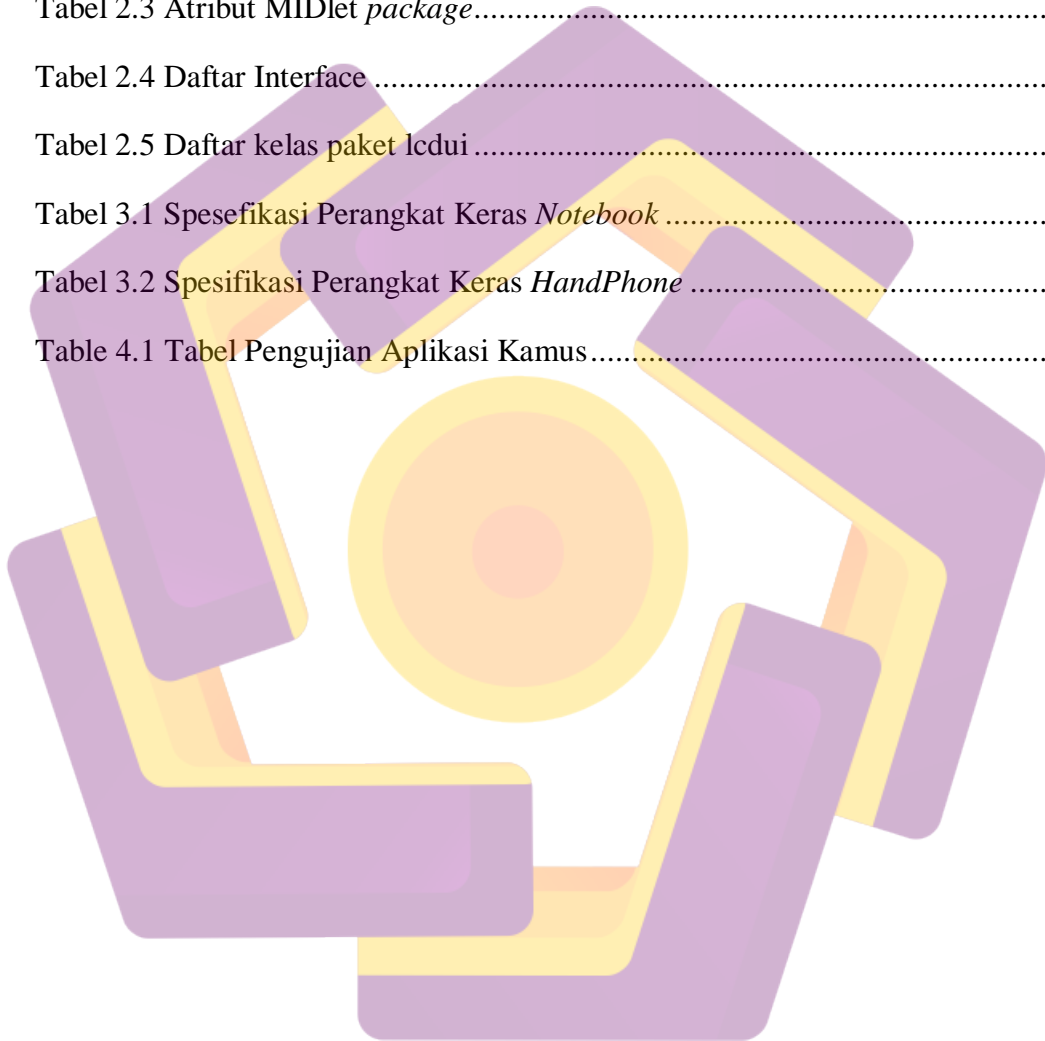 Tabel 2.3 Atribut MIDlet package..............................................................................
Tabel 2.4 Daftar Interface..........................................................................................
Tabel 2.5 Daftar kelas paket lcdui..............................................................................
Tabel 3.1 Spesefikasi Perangkat Keras Notebook....................................................
Tabel 3.2 Spesifikasi Perangkat Keras HandPhone.................................................
Table 4.1 Tabel Pengujian Aplikasi Kamus..............................................................